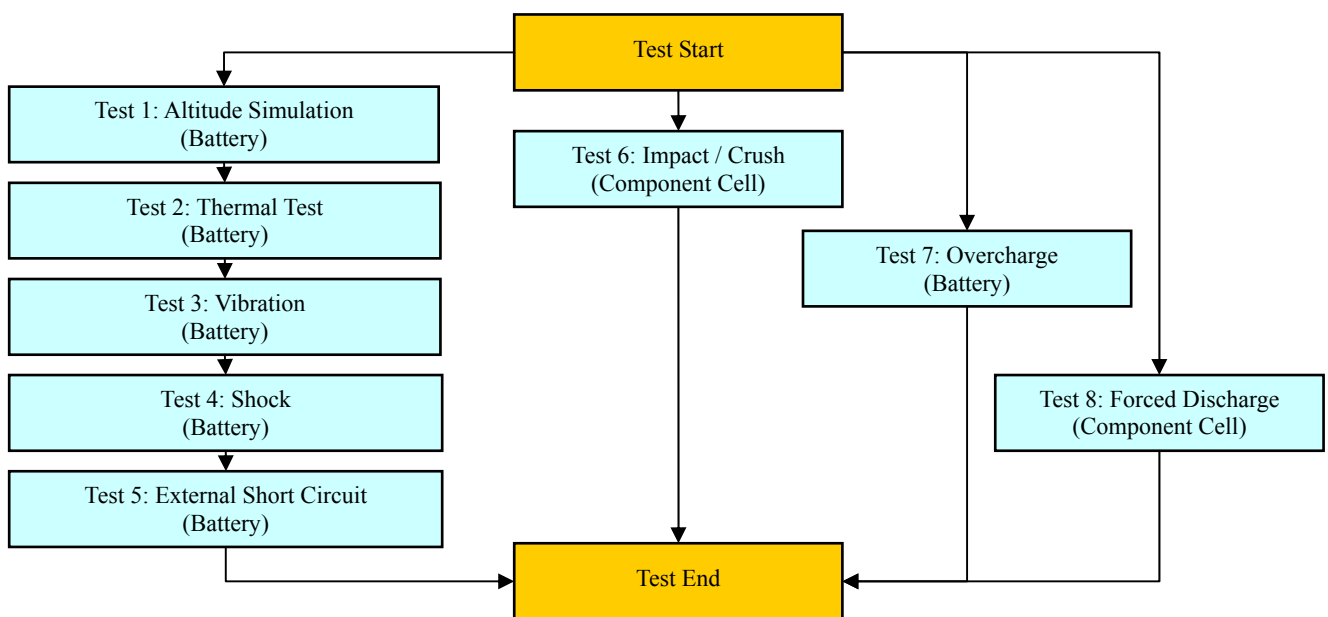 Test Start
Test 1: Altitude Simulation
(Battery)
Test 2: Thermal Test
(Battery)
Test 3: Vibration
(Battery)
Test 4: Shock
(Battery)
Test 5: External Short Circuit
(Battery)
Test 6: Impact / Crush
(Component Cell)
Test 7: Overcharge
(Battery)
Test 8: Forced Discharge
(Component Cell)
Test End